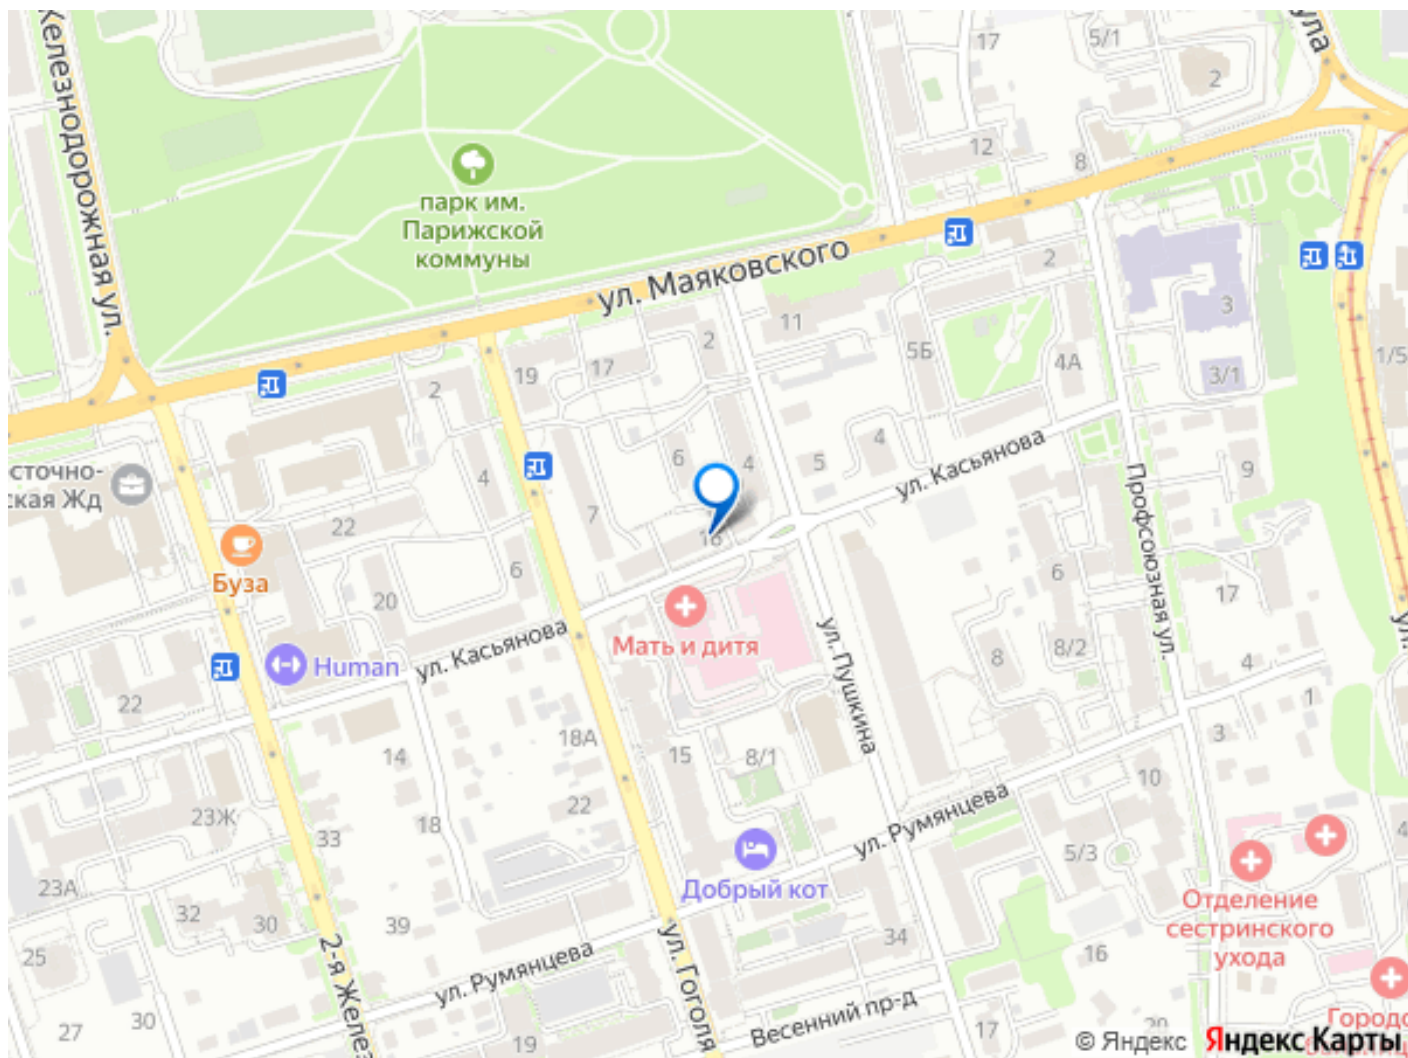 Железнодорожная ул.
17
5/1
2
12
8
парк им.
Парижской
коммуны
ул. Маяковского
2
3
11
2
5Б
4А
3/1
1/5
19
17
2
4
6
4
5
4
ул. Касьянова
9
Профсоюзная ул.
22
7
16
Буза
20
6
6
17
Мать и дитя
ул. Пушкина
8/2
8
4
Human
ул. Касьянова
22
1
3
18А
14
15
8/1
10
22
23Ж
18
33
ул. Румянцева
5/3
23А
32
30
39
Добрый кот
Отделение
сестринского
ухода
34
16
25
2-я Желез
ул. Румянцева
ул. Гоголя
27
30
19
Весенний пр-д
17
© Яндекс
Яндекс Карты